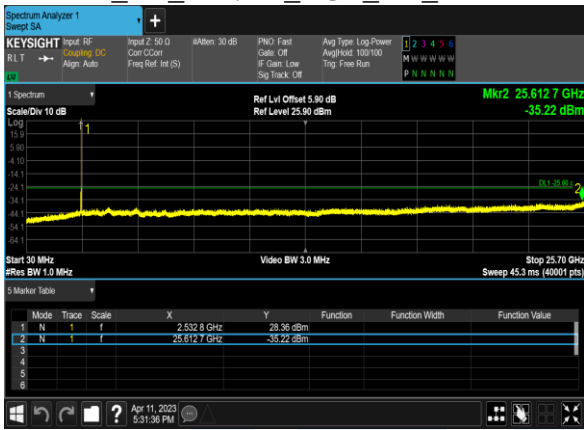 Spectrum Analyzer 1
Swept SA
+
KEYSIGHT Input: RF Input Z: 50 Ω #Atten: 30 dB PNO: Fast Avg Type: Log-Power 1 2 3 4 5 6
RLT Coupling: DC Corr CCorr Gate: Off Avg|Hold: 100/100 M W W W W W
Align: Auto Freq Ref: Int (S) IF Gain: Low Trig: Free Run
Sig Track: Off P N N N N N
1 Spectrum Ref Lvl Offset 5.90 dB Mkr2 25.612 7 GHz
Scale/Div 10 dB Ref Level 25.90 dBm -35.22 dBm
Log
1
15.9
5.90
-4.10
-14.1
-24.1
2
-34.1
-44.1
-54.1
-64.1
Start 30 MHz Video BW 3.0 MHz Stop 25.70 GHz
#Res BW 1.0 MHz Sweep 45.3 ms (40001 pts)
5 Marker Table
Mode Trace Scale X Y Function Function Width Function Value
1 N 1 f 2.532 8 GHz 28.36 dBm
2 N 1 f 25.612 7 GHz -35.22 dBm
3
4
5
6
? Apr 11, 2023
5:31:36 PM